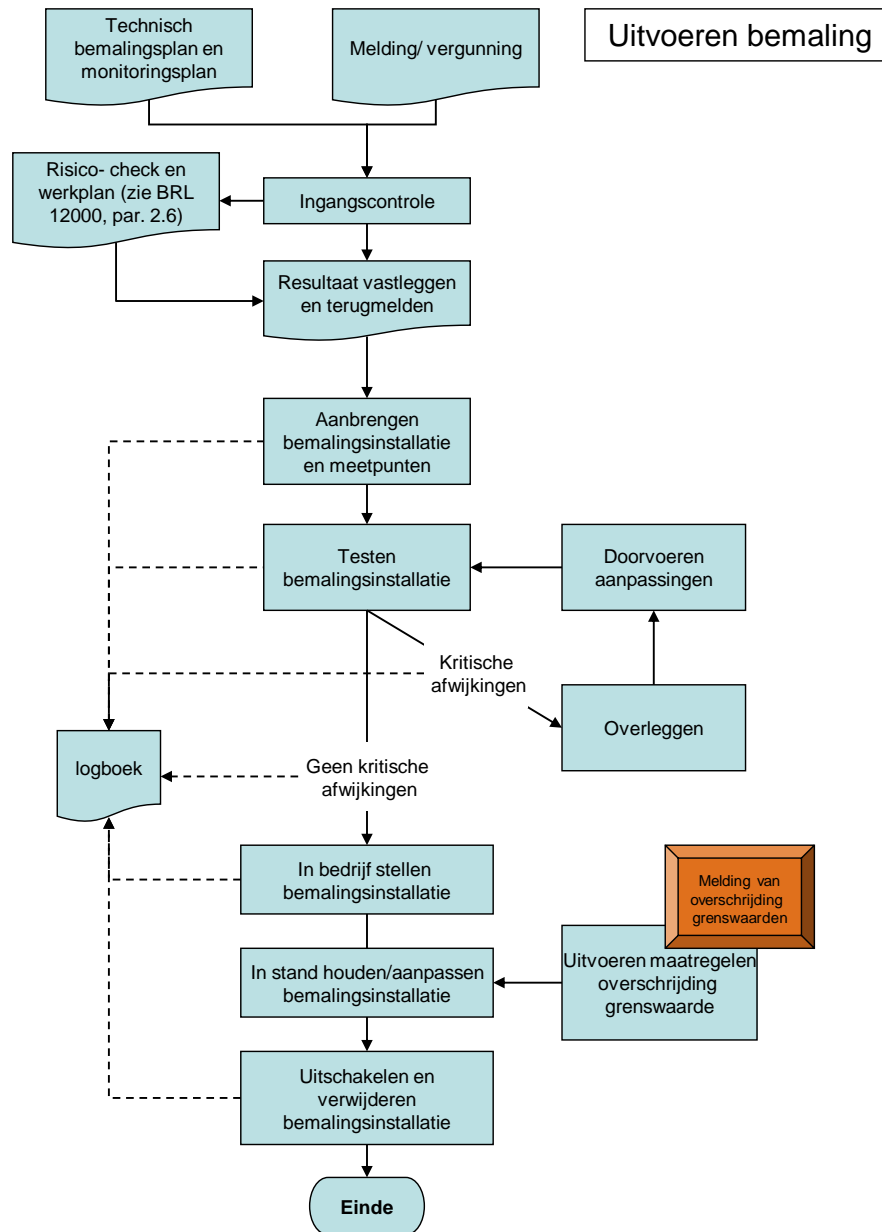 Uitvoeren bemaling
Technisch
bemalingsplan en
monitoringsplan
Melding/ vergunning
Risico- check en
werkplan (zie BRL
12000, par. 2.6)
Ingangscontrole
Resultaat vastleggen
en terugmelden
Aanbrengen
bemalingsinstallatie
en meetpunten
Testen
bemalingsinstallatie
Doorvoeren
aanpassingen
Kritische
afwijkingen
Overleggen
logboek
Geen kritische
afwijkingen
In bedrijf stellen
bemalingsinstallatie
Melding van
overschrijding
grenswaarden
In stand houden/aanpassen
bemalingsinstallatie
Uitvoeren maatregelen
overschrijding
grenswaarde
Uitschakelen en
verwijderen
bemalingsinstallatie
Einde